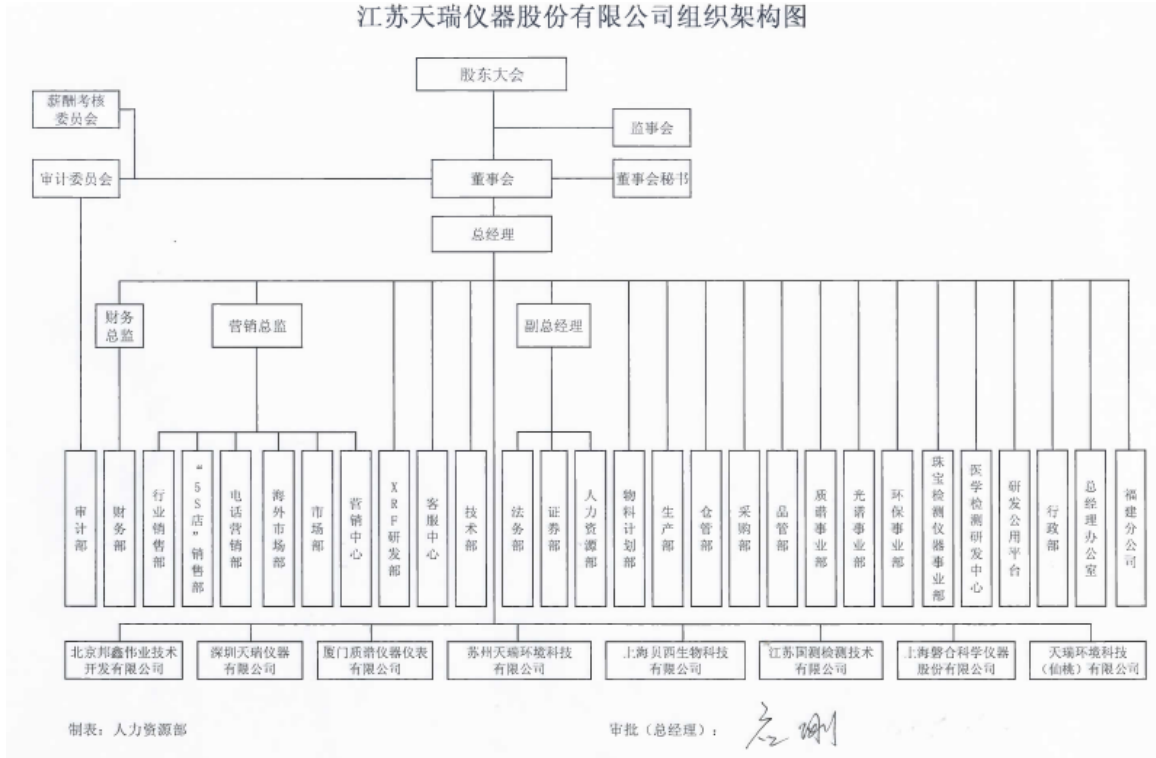 江苏天瑞仪器股份有限公司组织架构图
股东大会
薪酬考核
委员会
监事会
审计委员会
董事会
董事会秘书
总经理
财务
总监
营销总监
副总经理
审计部
财务部
行业销售部
“5S店”销售部
电话营销部
海外市场部
市场部
营销中心
XRF研发部
客服中心
技术部
法务部
证券部
人力资源部
物料计划部
生产部
仓管部
采购部
品管部
质谱事业部
光谱事业部
环保事业部
珠宝检测仪器事业部
医学检测研发中心
研发公用平台
行政部
总经理办公室
福建分公司
北京邦鑫伟业技术
开发有限公司
深圳天瑞仪器
有限公司
厦门质谱仪器仪表
有限公司
苏州天瑞环境科技
有限公司
上海贝西生物科技
有限公司
江苏国测检测技术
有限公司
上海磐合科学仪器
股份有限公司
天瑞环境科技
（仙桃）有限公司
制表：人力资源部
审批（总经理）：